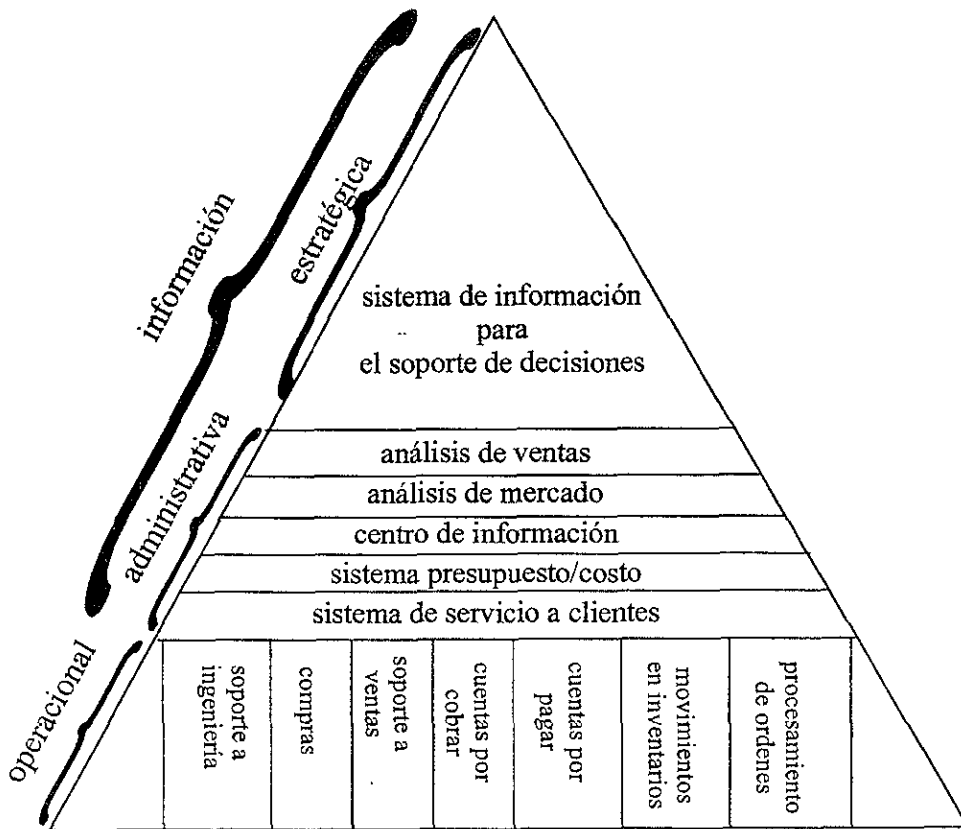 información
estratégica
administrativa
operacional
sistema de información
para
el soporte de decisiones
análisis de ventas
análisis de mercado
centro de información
sistema presupuesto/costo
sistema de servicio a clientes
soporte a
ingeniería
compras
soporte a
ventas
cuentas por
cobrar
cuentas por
pagar
movimientos
en inventarios
procesamiento
de ordenes